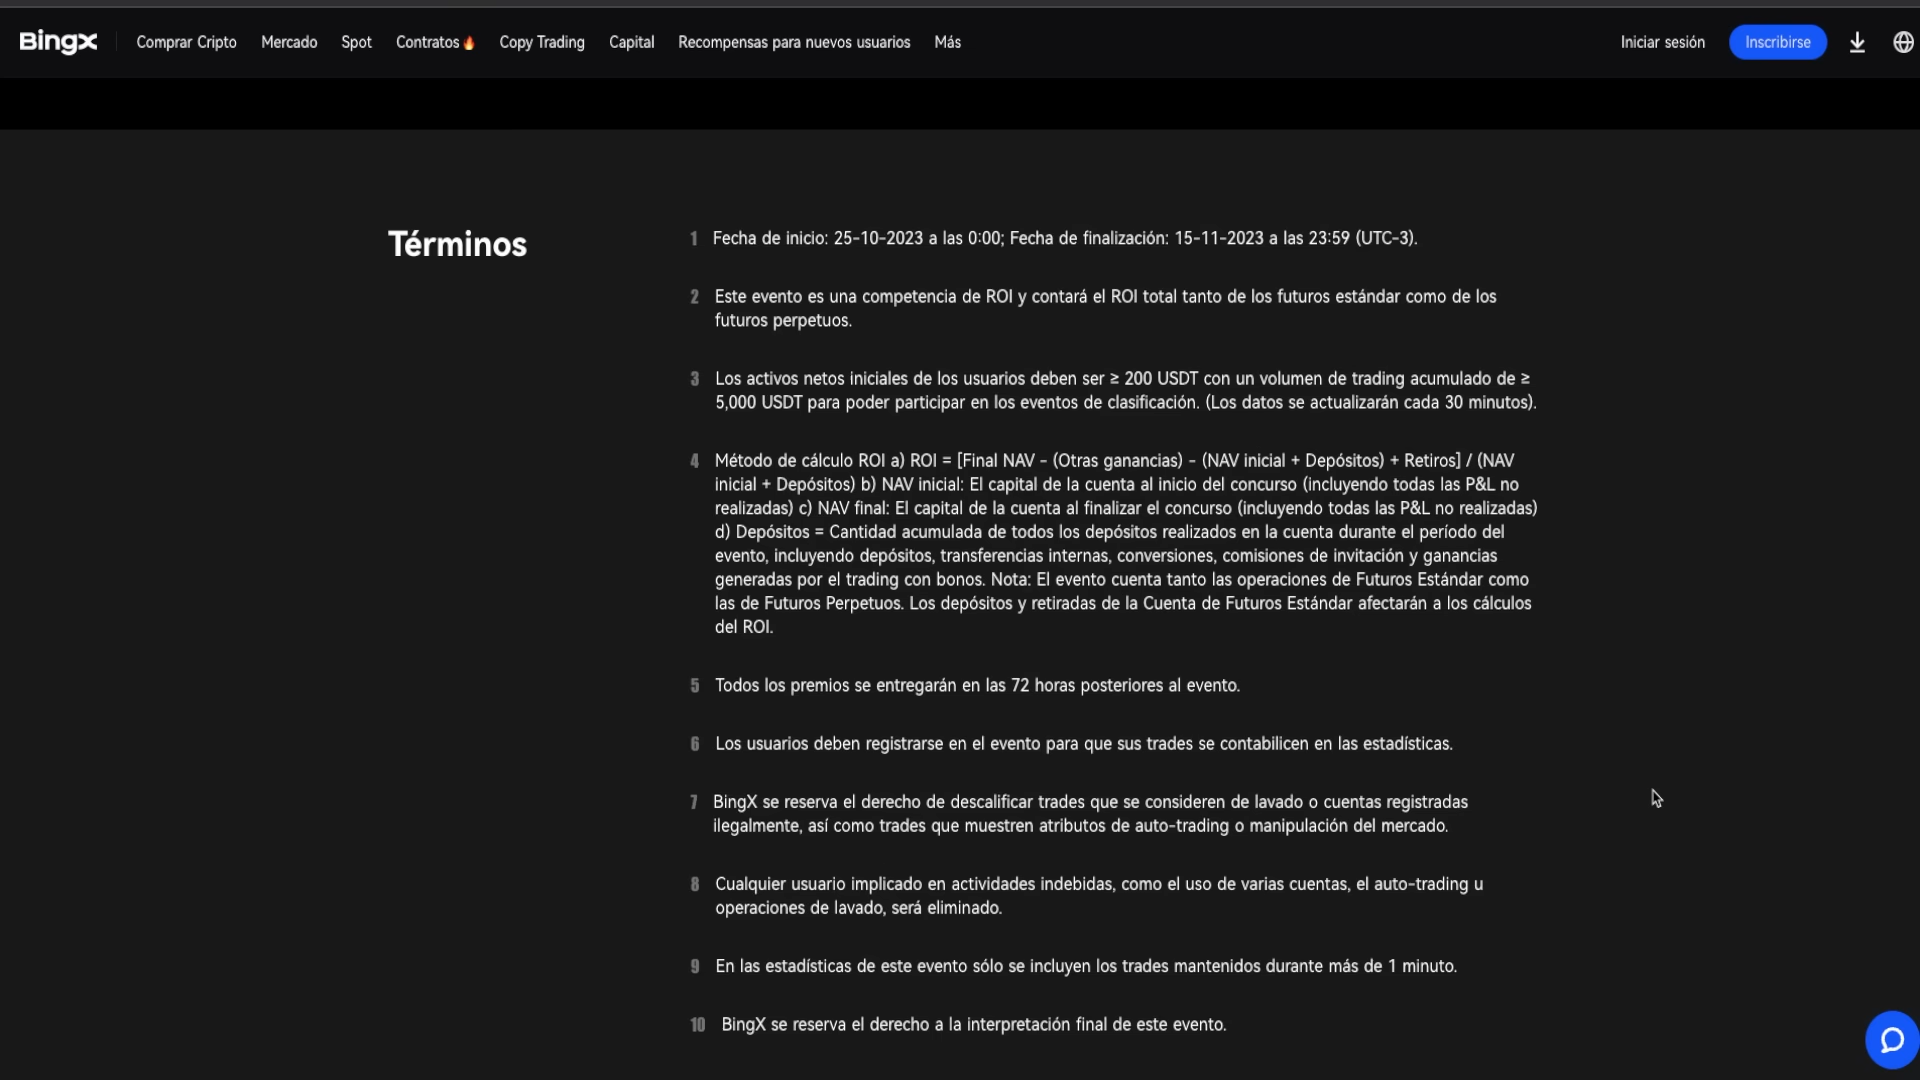 BingX
Comprar Cripto
Mercado
Spot
Contratos🔥
Copy Trading
Capital
Recompensas para nuevos usuarios
Más
Iniciar sesión
Inscribirse
Términos
1 Fecha de inicio: 25-10-2023 a las 0:00; Fecha de finalización: 15-11-2023 a las 23:59 (UTC-3).
2 Este evento es una competencia de ROI y contará el ROI total tanto de los futuros estándar como de los
futuros perpetuos.
3 Los activos netos iniciales de los usuarios deben ser ≥ 200 USDT con un volumen de trading acumulado de ≥
5,000 USDT para poder participar en los eventos de clasificación. (Los datos se actualizarán cada 30 minutos).
4 Método de cálculo ROI a) ROI = [Final NAV - (Otras ganancias) - (NAV inicial + Depósitos) + Retiros] / (NAV
inicial + Depósitos) b) NAV inicial: El capital de la cuenta al inicio del concurso (incluyendo todas las P&L no
realizadas) c) NAV final: El capital de la cuenta al finalizar el concurso (incluyendo todas las P&L no realizadas)
d) Depósitos = Cantidad acumulada de todos los depósitos realizados en la cuenta durante el período del
evento, incluyendo depósitos, transferencias internas, conversiones, comisiones de invitación y ganancias
generadas por el trading con bonos. Nota: El evento cuenta tanto las operaciones de Futuros Estándar como
las de Futuros Perpetuos. Los depósitos y retiradas de la Cuenta de Futuros Estándar afectarán a los cálculos
del ROI.
5 Todos los premios se entregarán en las 72 horas posteriores al evento.
6 Los usuarios deben registrarse en el evento para que sus trades se contabilicen en las estadísticas.
7 BingX se reserva el derecho de descalificar trades que se consideren de lavado o cuentas registradas
ilegalmente, así como trades que muestren atributos de auto-trading o manipulación del mercado.
8 Cualquier usuario implicado en actividades indebidas, como el uso de varias cuentas, el auto-trading u
operaciones de lavado, será eliminado.
9 En las estadísticas de este evento sólo se incluyen los trades mantenidos durante más de 1 minuto.
10 BingX se reserva el derecho a la interpretación final de este evento.